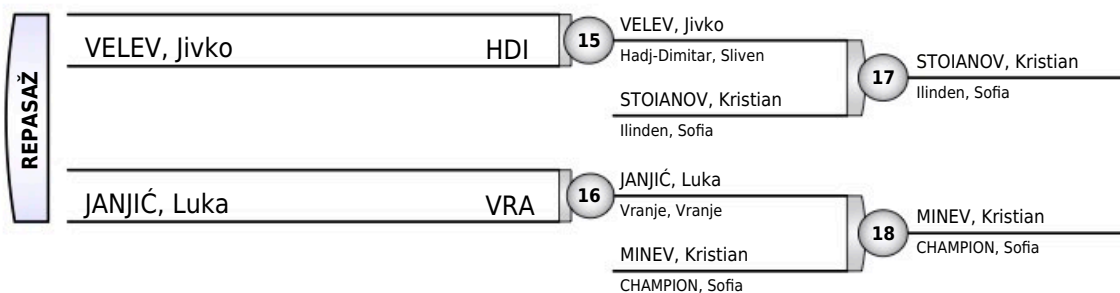 REPASAŽ
VELEV, Jivko HDI
15
VELEV, Jivko
Hadj-Dimitar, Sliven
STOIANOV, Kristian
Ilinden, Sofia
17
STOIANOV, Kristian
Ilinden, Sofia
JANJIĆ, Luka VRA
16
JANJIĆ, Luka
Vranje, Vranje
MINEV, Kristian
CHAMPION, Sofia
18
MINEV, Kristian
CHAMPION, Sofia